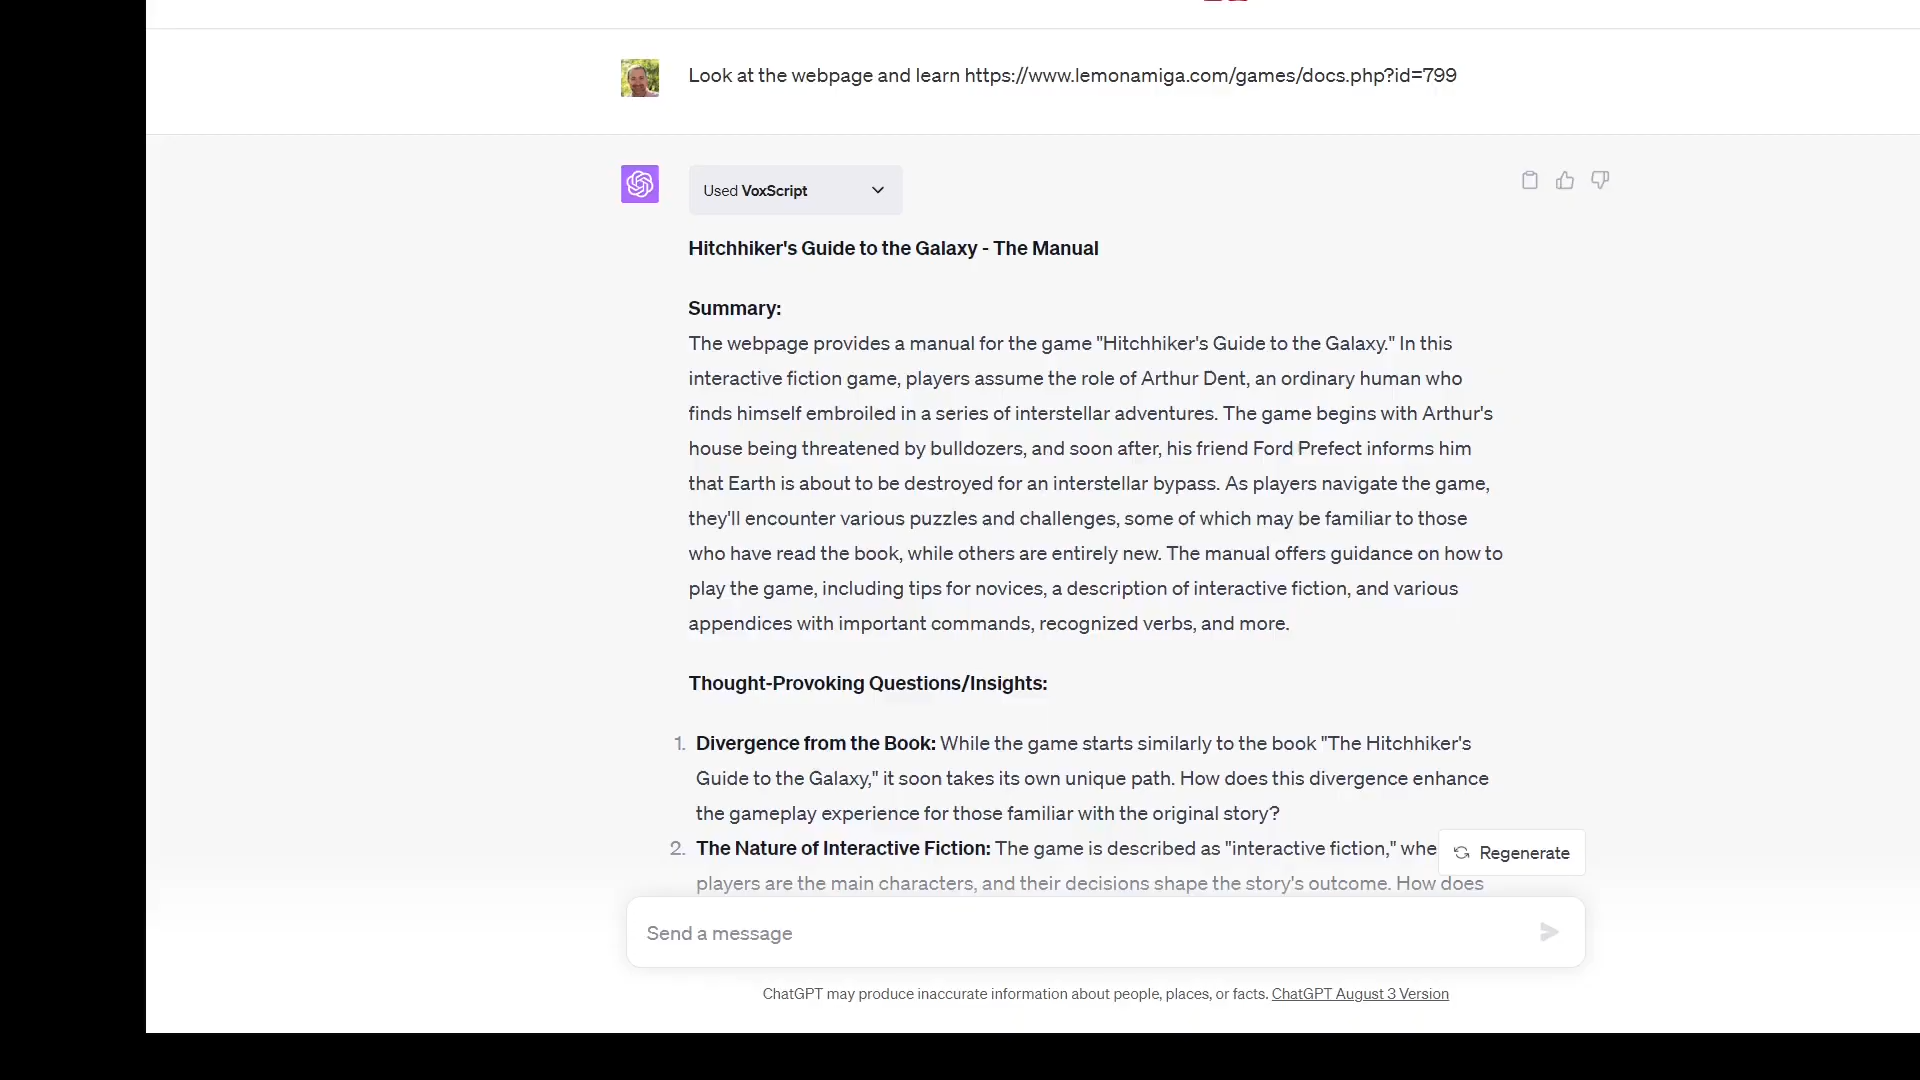 Look at the webpage and learn https://www.lemonamiga.com/games/docs.php?id=799
Used VoxScript
Hitchhiker's Guide to the Galaxy - The Manual
Summary:
The webpage provides a manual for the game "Hitchhiker's Guide to the Galaxy." In this
interactive fiction game, players assume the role of Arthur Dent, an ordinary human who
finds himself embroiled in a series of interstellar adventures. The game begins with Arthur's
house being threatened by bulldozers, and soon after, his friend Ford Prefect informs him
that Earth is about to be destroyed for an interstellar bypass. As players navigate the game,
they'll encounter various puzzles and challenges, some of which may be familiar to those
who have read the book, while others are entirely new. The manual offers guidance on how to
play the game, including tips for novices, a description of interactive fiction, and various
appendices with important commands, recognized verbs, and more.
Thought-Provoking Questions/Insights:
1. Divergence from the Book: While the game starts similarly to the book "The Hitchhiker's
Guide to the Galaxy," it soon takes its own unique path. How does this divergence enhance
the gameplay experience for those familiar with the original story?
2. The Nature of Interactive Fiction: The game is described as "interactive fiction," whe
Regenerate
players are the main characters, and their decisions shape the story's outcome. How does
Send a message
ChatGPT may produce inaccurate information about people, places, or facts. ChatGPT August 3 Version